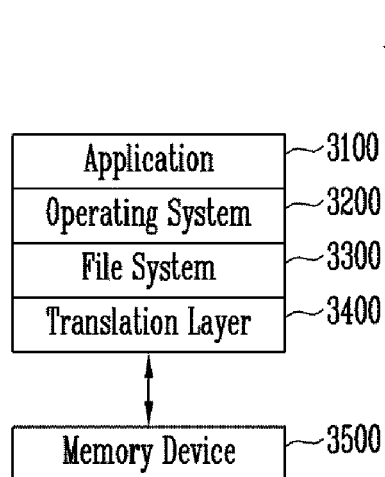 Application 3100
Operating System 3200
File System 3300
Translation Layer 3400
Memory Device 3500